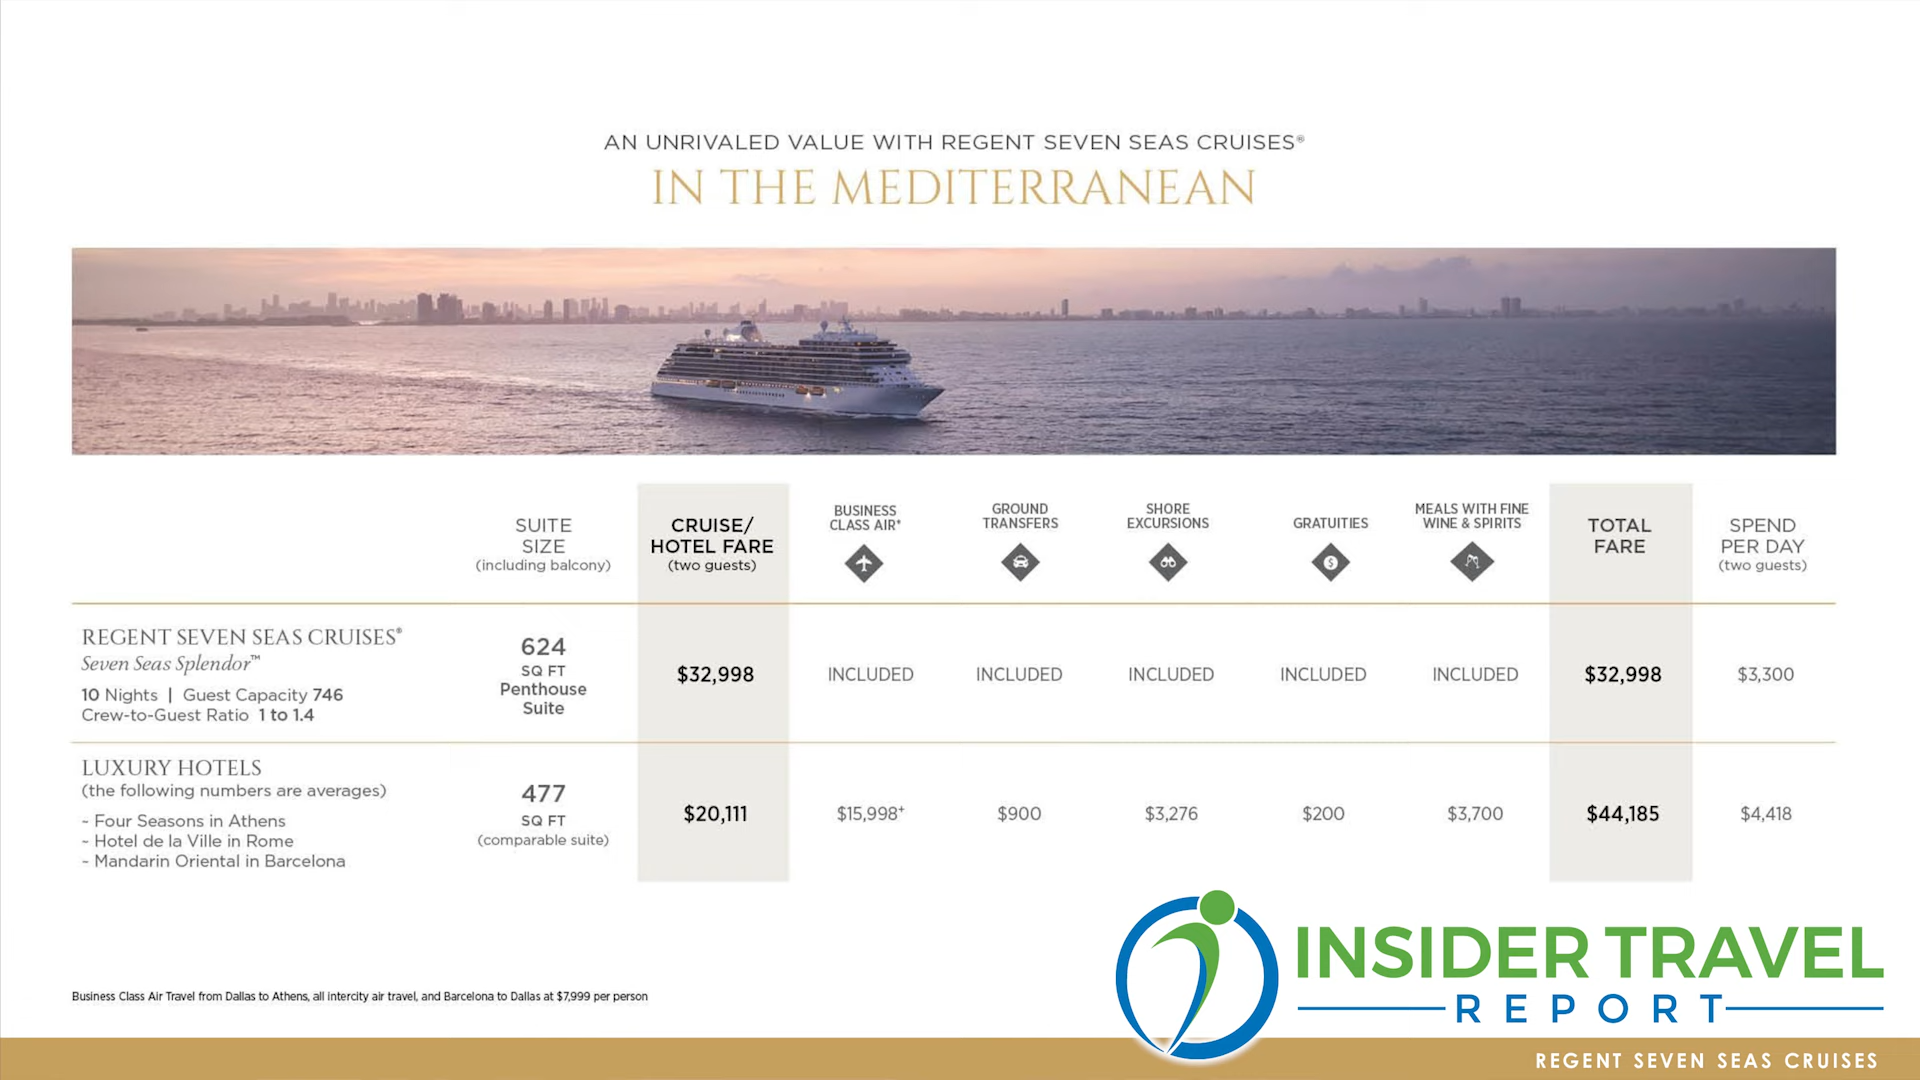 AN UNRIVALED VALUE WITH REGENT SEVEN SEAS CRUISES®
IN THE MEDITERRANEAN
SUITE
SIZE
(including balcony)
CRUISE/
HOTEL FARE
(two guests)
BUSINESS
CLASS AIR*
GROUND
TRANSFERS
SHORE
EXCURSIONS
GRATUITIES
$
MEALS WITH FINE
WINE & SPIRITS
TOTAL
FARE
SPEND
PER DAY
(two guests)
REGENT SEVEN SEAS CRUISES®
Seven Seas Splendor™
10 Nights | Guest Capacity 746
Crew-to-Guest Ratio 1 to 1.4
624
SQ FT
Penthouse
Suite
$32,998
INCLUDED
INCLUDED
INCLUDED
INCLUDED
INCLUDED
$32,998
$3,300
LUXURY HOTELS
(the following numbers are averages)
~ Four Seasons in Athens
~ Hotel de la Ville in Rome
~ Mandarin Oriental in Barcelona
477
SQ FT
(comparable suite)
$20,111
$15,998+
$900
$3,276
$200
$3,700
$44,185
$4,418
Business Class Air Travel from Dallas to Athens, all intercity air travel, and Barcelona to Dallas at $7,999 per person
INSIDER TRAVEL
REPORT
REGENT SEVEN SEAS CRUISES